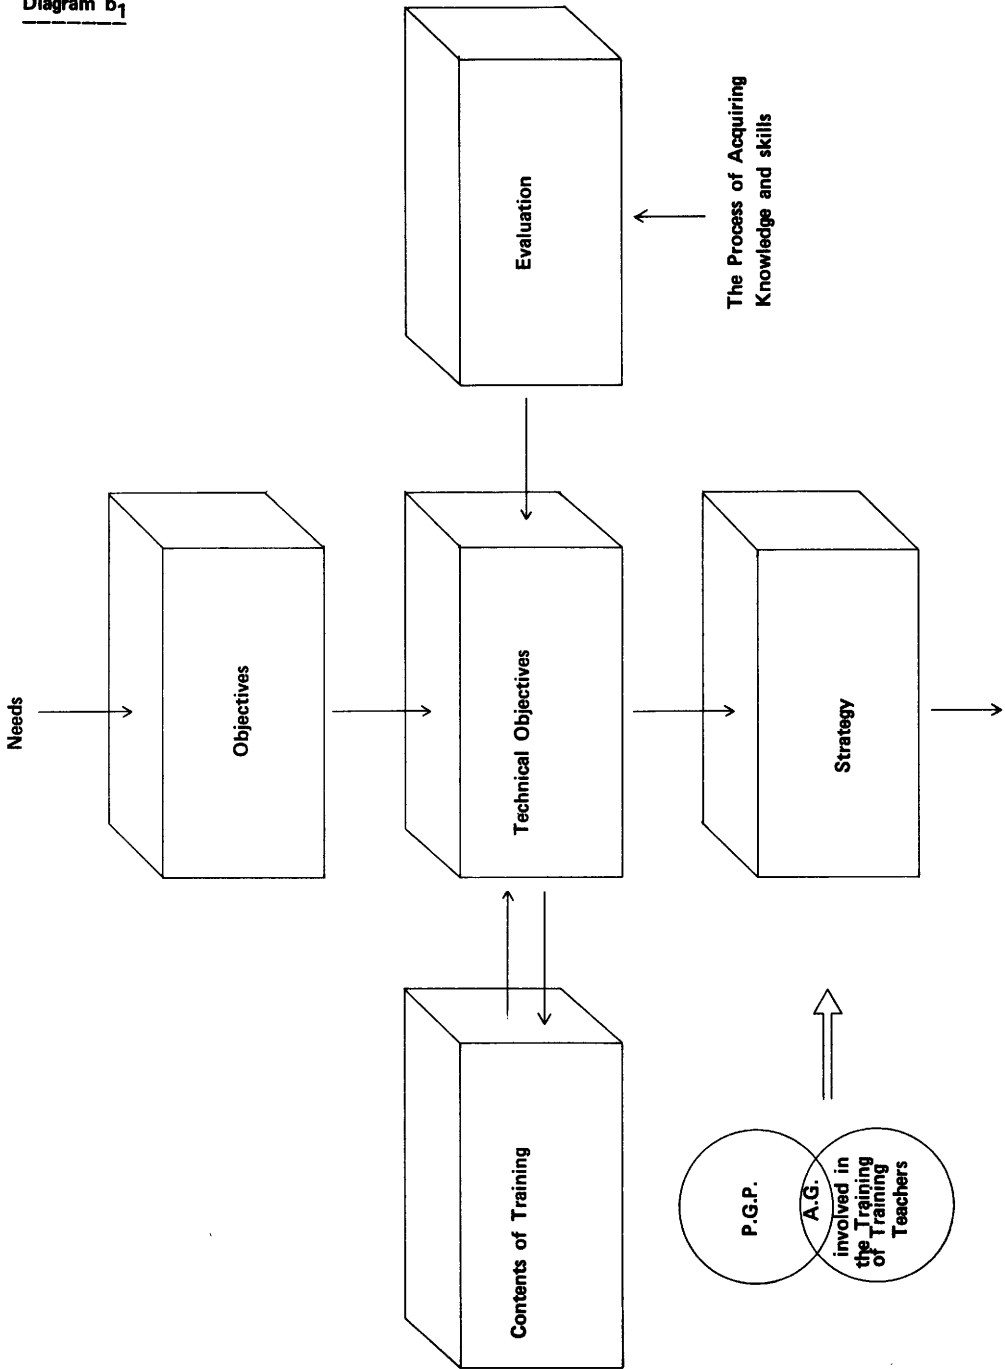 Diagram b1
Needs
Objectives
Contents of Training
Technical Objectives
Evaluation
The Process of Acquiring
Knowledge and skills
Strategy
P.G.P.
A.G.
involved in
the Training
of Training
Teachers